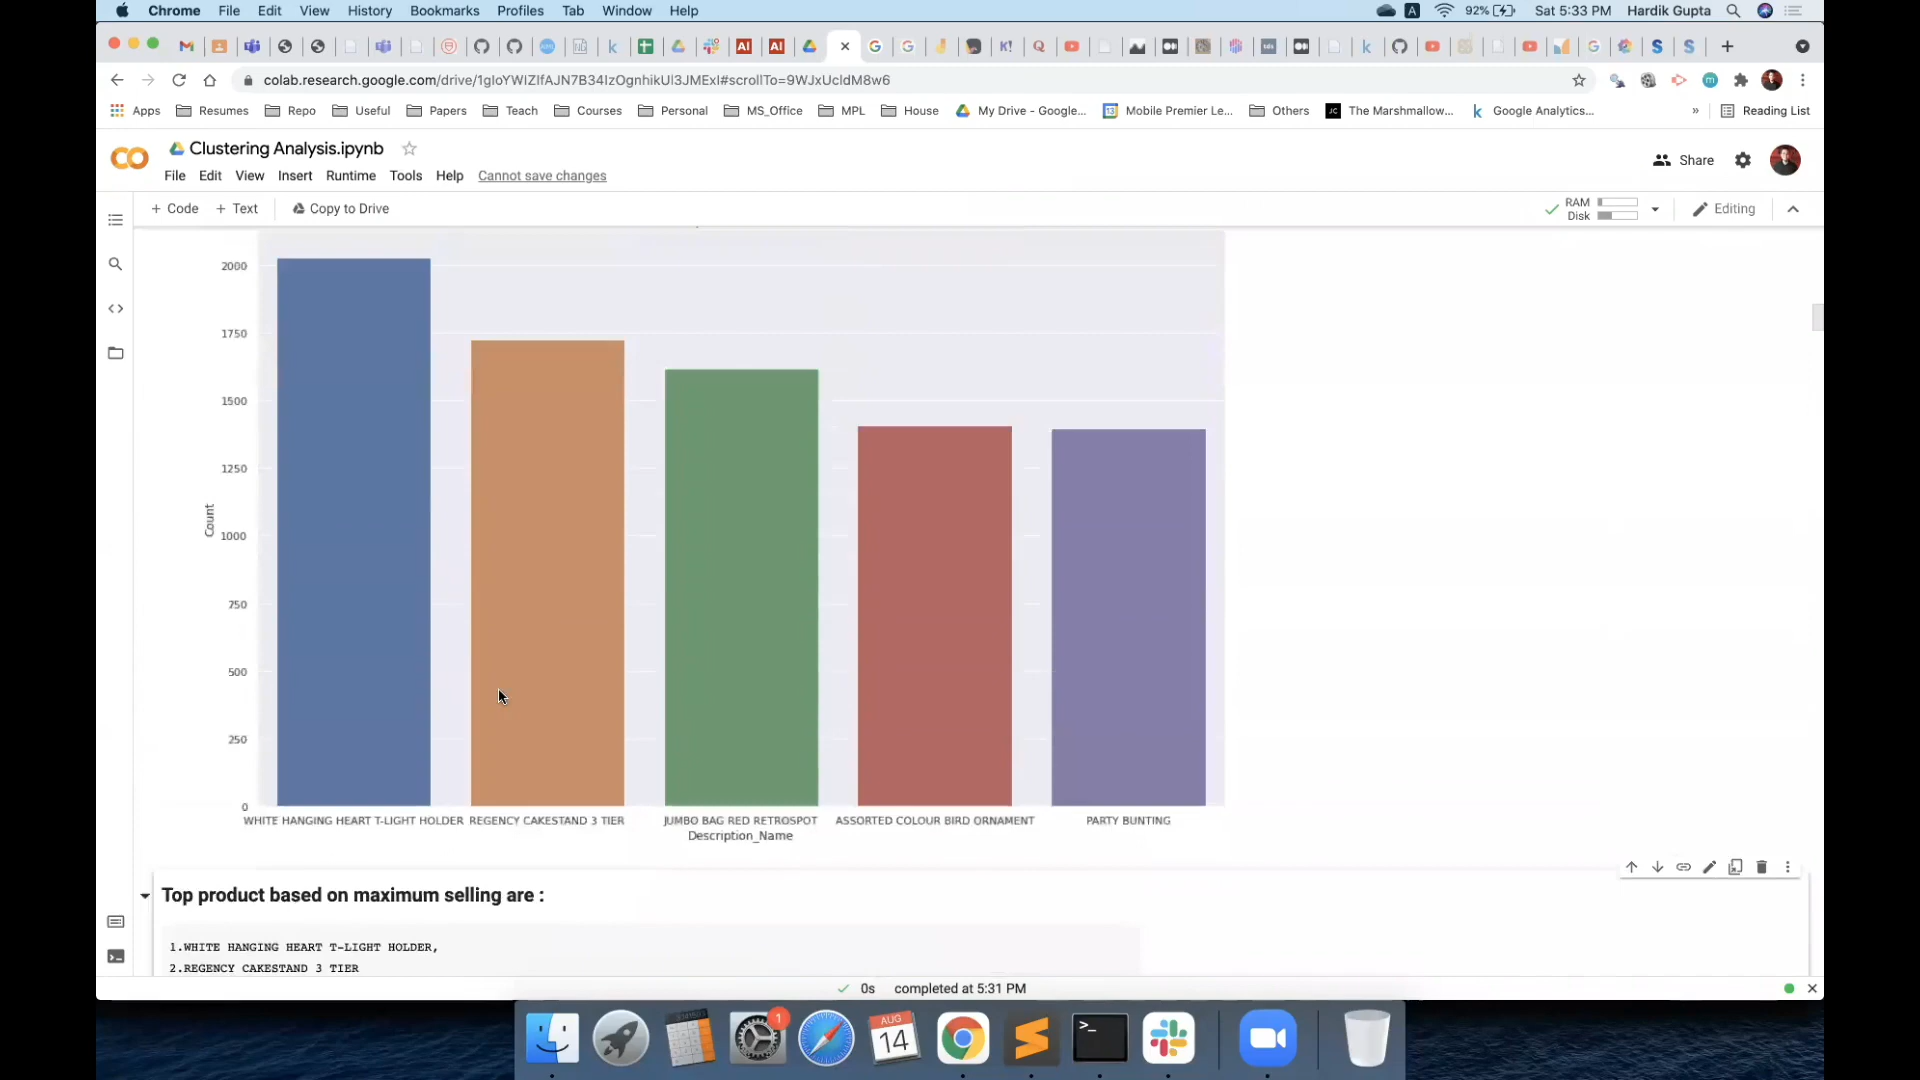 Chrome File Edit View History Bookmarks Profiles Tab Window Help
A 92% Sat 5:33 PM Hardik Gupta
colab.research.google.com/drive/1gIoYWIZIfAJN7B34IzOgnhikUI3JMExI#scrollTo=9WJxUcIdM8w6
Apps Resumes Repo Useful Papers Teach Courses Personal MS_Office MPL House My Drive - Google... Mobile Premier Le... Others The Marshmallow... Google Analytics... » Reading List
Clustering Analysis.ipynb
Share
File Edit View Insert Runtime Tools Help Cannot save changes
+ Code + Text Copy to Drive
RAM
Disk
Editing
2000
1750
1500
1250
1000
750
500
250
0
Count
WHITE HANGING HEART T-LIGHT HOLDER REGENCY CAKESTAND 3 TIER JUMBO BAG RED RETROSPOT ASSORTED COLOUR BIRD ORNAMENT PARTY BUNTING
Description_Name
Top product based on maximum selling are :
1.WHITE HANGING HEART T-LIGHT HOLDER,
2.REGENCY CAKESTAND 3 TIER
0s completed at 5:31 PM
1
AUG
14